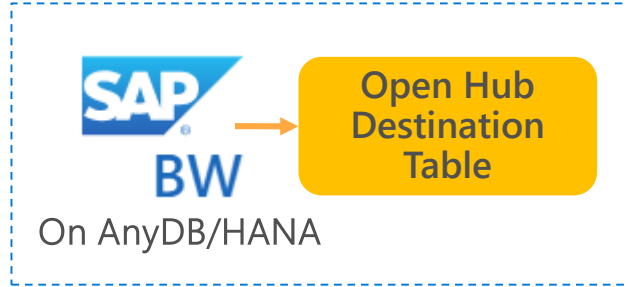 SAP
BW
On AnyDB/HANA
Open Hub
Destination
Table